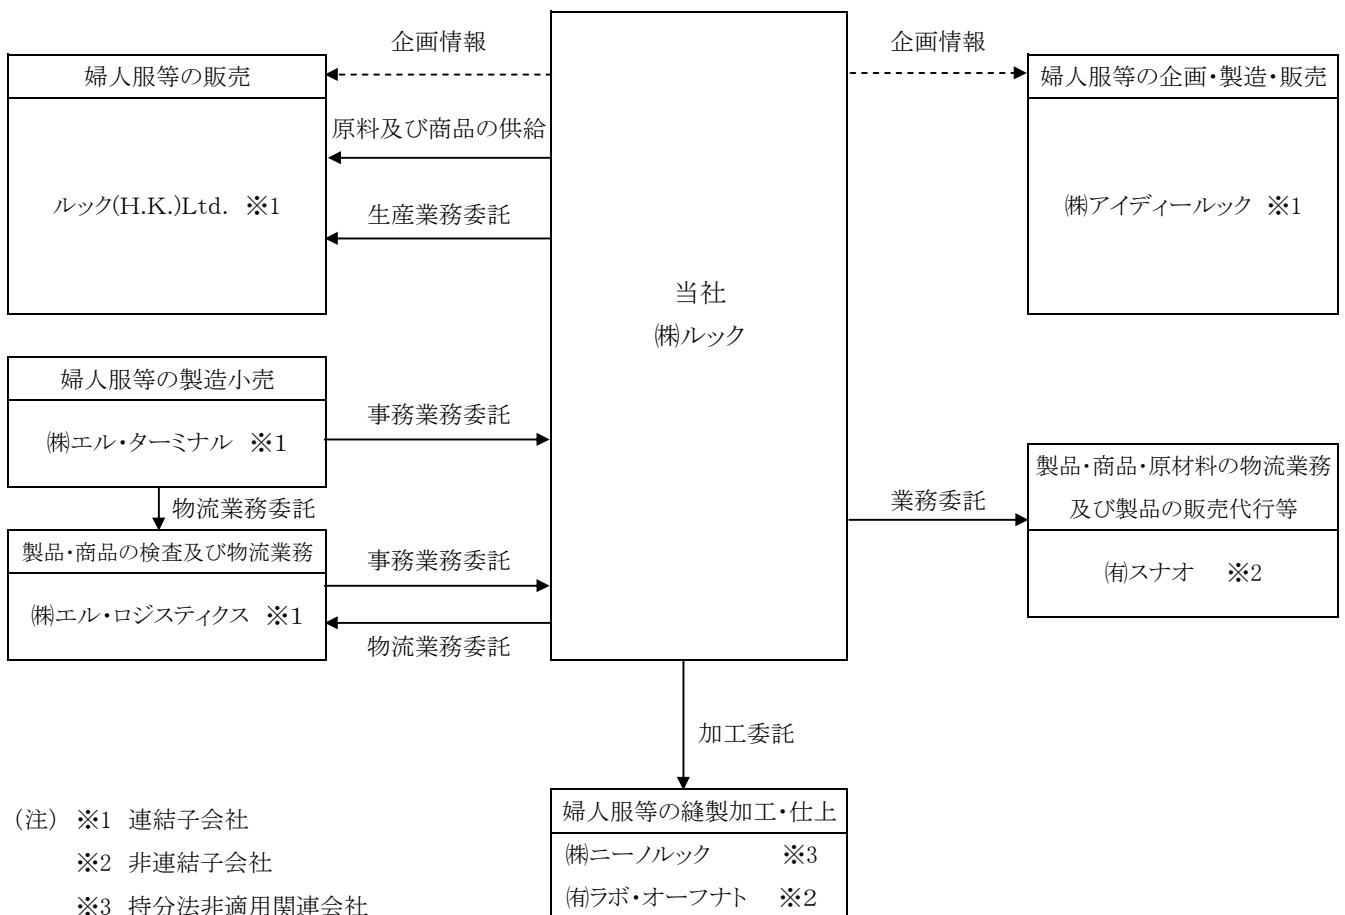 企画情報
婦人服等の販売
原料及び商品の供給
ルック(H.K.)Ltd. ※1
生産業務委託
当社
㈱ルック
企画情報
婦人服等の企画・製造・販売
㈱アイディールック ※1
婦人服等の製造小売
㈱エル・ターミナル ※1
事務業務委託
物流業務委託
製品・商品の検査及び物流業務
㈱エル・ロジスティクス ※1
事務業務委託
物流業務委託
業務委託
製品・商品・原材料の物流業務
及び製品の販売代行等
㈲スナオ ※2
加工委託
婦人服等の縫製加工・仕上
㈱ニーノルック ※3
㈲ラボ・オーフナト ※2
(注) ※1 連結子会社
※2 非連結子会社
※3 持分法非適用関連会社